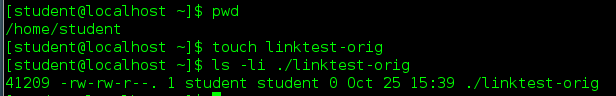 [student@localhost ~]$ pwd
/home/student
[student@localhost ~]$ touch linktest-orig
[student@localhost ~]$ ls -li ./linktest-orig
41209 -rw-rw-r--. 1 student student 0 Oct 25 15:39 ./linktest-orig
[student@localhost ~]$